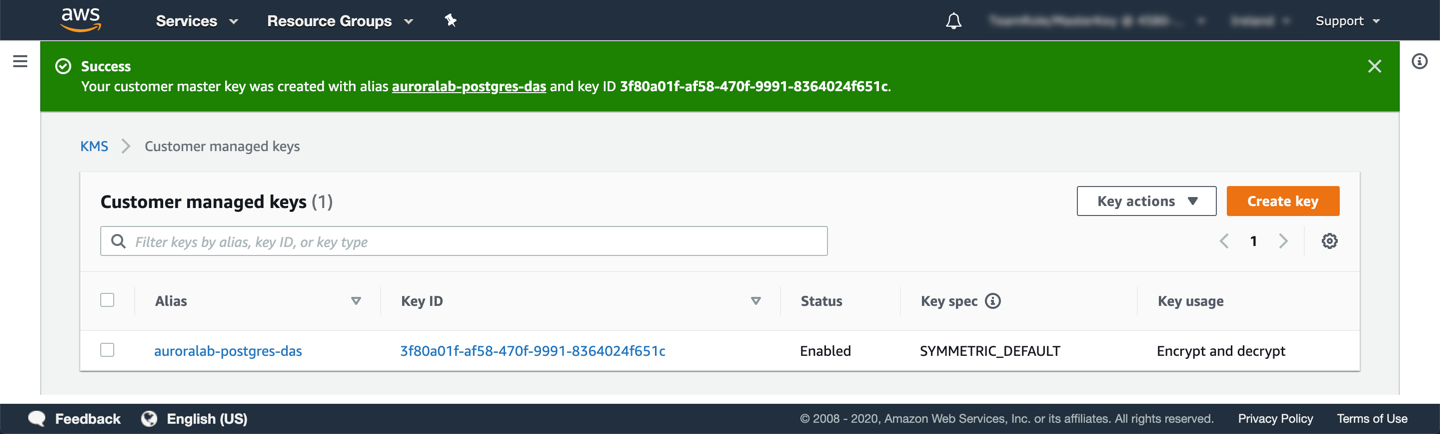 aws Services Resource Groups Support
Success
Your customer master key was created with alias auroralab-postgres-das and key ID 3f80a01f-af58-470f-9991-8364024f651c.
KMS Customer managed keys
Customer managed keys (1) Key actions Create key
Filter keys by alias, key ID, or key type 1
Alias Key ID Status Key spec Key usage
auroralab-postgres-das 3f80a01f-af58-470f-9991-8364024f651c Enabled SYMMETRIC_DEFAULT Encrypt and decrypt
Feedback English (US) © 2008 - 2020, Amazon Web Services, Inc. or its affiliates. All rights reserved. Privacy Policy Terms of Use